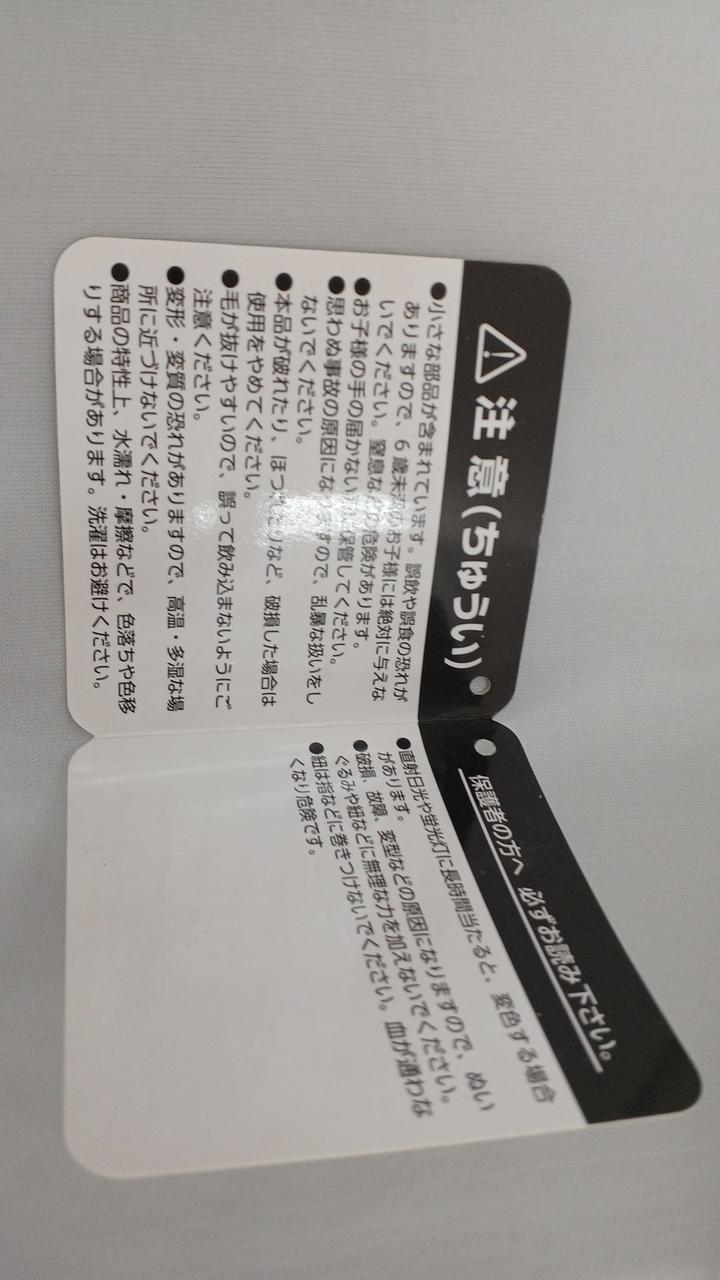 ⚠注 意(ちゅうい)
●小さな部品が含まれています。誤飲や誤食の恐れが
ありますので、6 歳未満のお子様には絶対に与えな
いでください。窒息などの危険があります。
●お子様の手の届かない 保管してください。
●思わぬ事故の原因になりますので、乱暴な扱いをし
ないでください。
●本品が破れたり、ほつれたりなど、破損した場合は
使用をやめてください。
●毛が抜けやすいので、誤って飲み込まないようにご
注意ください。
●変形・変質の恐れがありますので、高温・多湿な場
所に近づけないでください。
●商品の特性上、水濡れ・摩擦などで、色落ちや色移
りする場合があります。洗濯はお避けください。
保護者の方へ 必ずお読み下さい。
●直射日光や蛍光灯に長時間当たると、変色する場合
があります。
●破損、故障、変型などの原因になりますので、ぬい
ぐるみや紐などに無理な力を加えないでください。
●紐は指などに巻きつけないでください。血が通わな
くなり危険です。